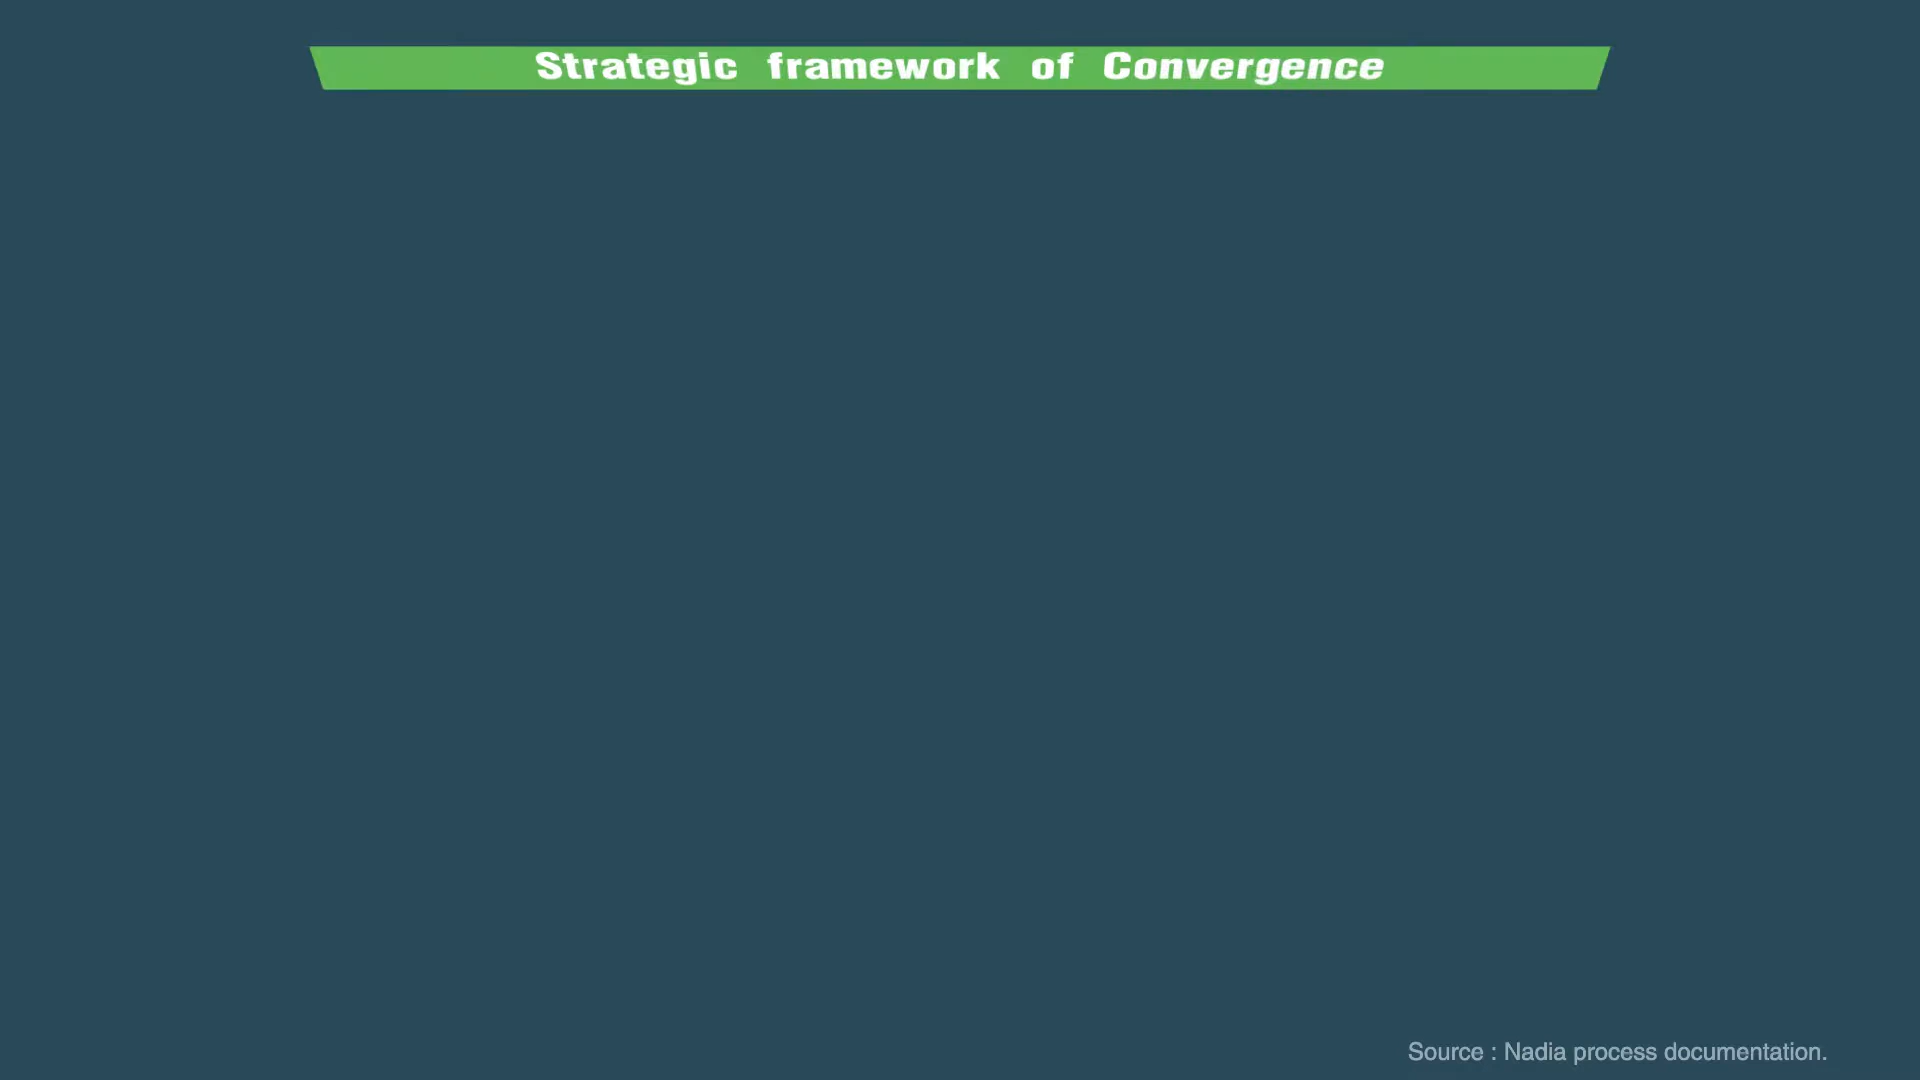 Strategic framework of Convergence
Source : Nadia process documentation.